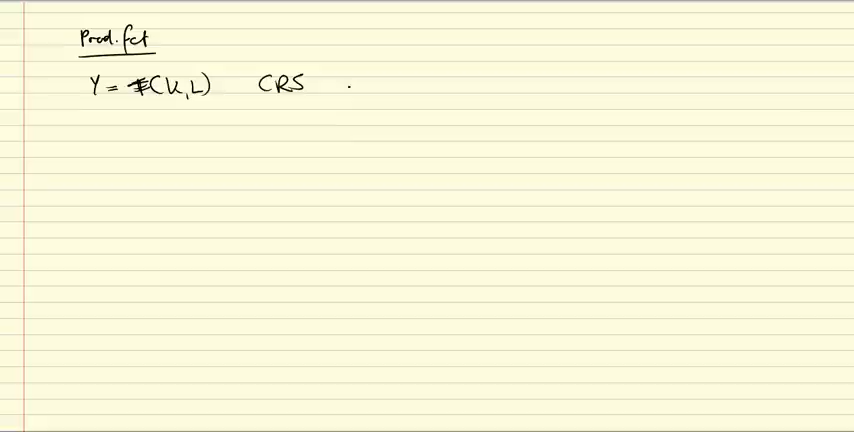 Prod. fct
Y = F(K,L) CRS